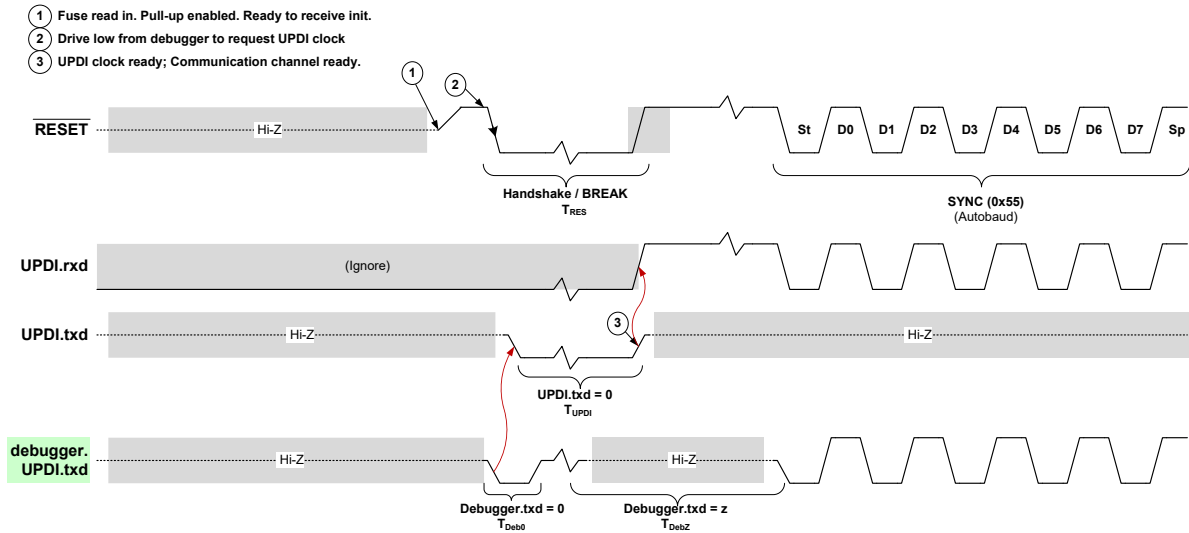 1 Fuse read in. Pull-up enabled. Ready to receive init.
2 Drive low from debugger to request UPDI clock
3 UPDI clock ready; Communication channel ready.
1
2
RESET
Hi-Z
St D0 D1 D2 D3 D4 D5 D6 D7 Sp
Handshake / BREAK
TRES
SYNC (0x55)
(Autobaud)
UPDI.rxd
(Ignore)
UPDI.txd
Hi-Z
3
Hi-Z
UPDI.txd = 0
TUPDI
debugger.
UPDI.txd
Hi-Z
Hi-Z
Debugger.txd = 0
TDeb0
Debugger.txd = z
TDebZ